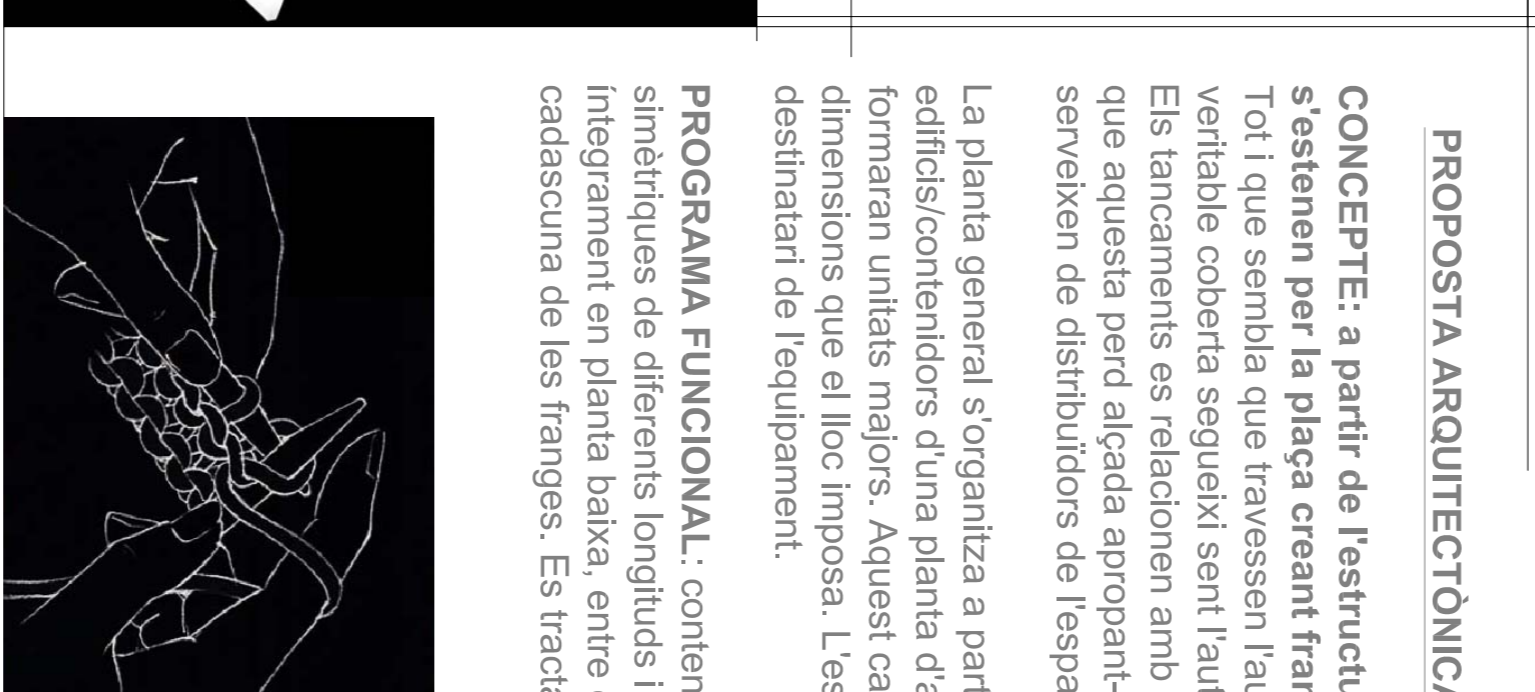 PROPOSTA ARQUITECTÒNICA
CONCEPTE: a partir de l'estructu
s'estenen per la plaça creant fran
Tot i que sembla que travessen l'au
veritable coberta segueixi sent l'aut
Els tancaments es relacionen amb
que aquesta perd alçada apropant-
serveixen de distribuïdors de l'espa
La planta general s'organitza a part
edificis/contenidors d'una planta d'a
formaran unitats majors. Aquest ca
dimensions que el lloc imposa. L'es
destinatari de l'equipament.
PROGRAMA FUNCIONAL: conten
simètriques de diferents longituds i
íntegrament en planta baixa, entre
cadascuna de les franges. Es tracta